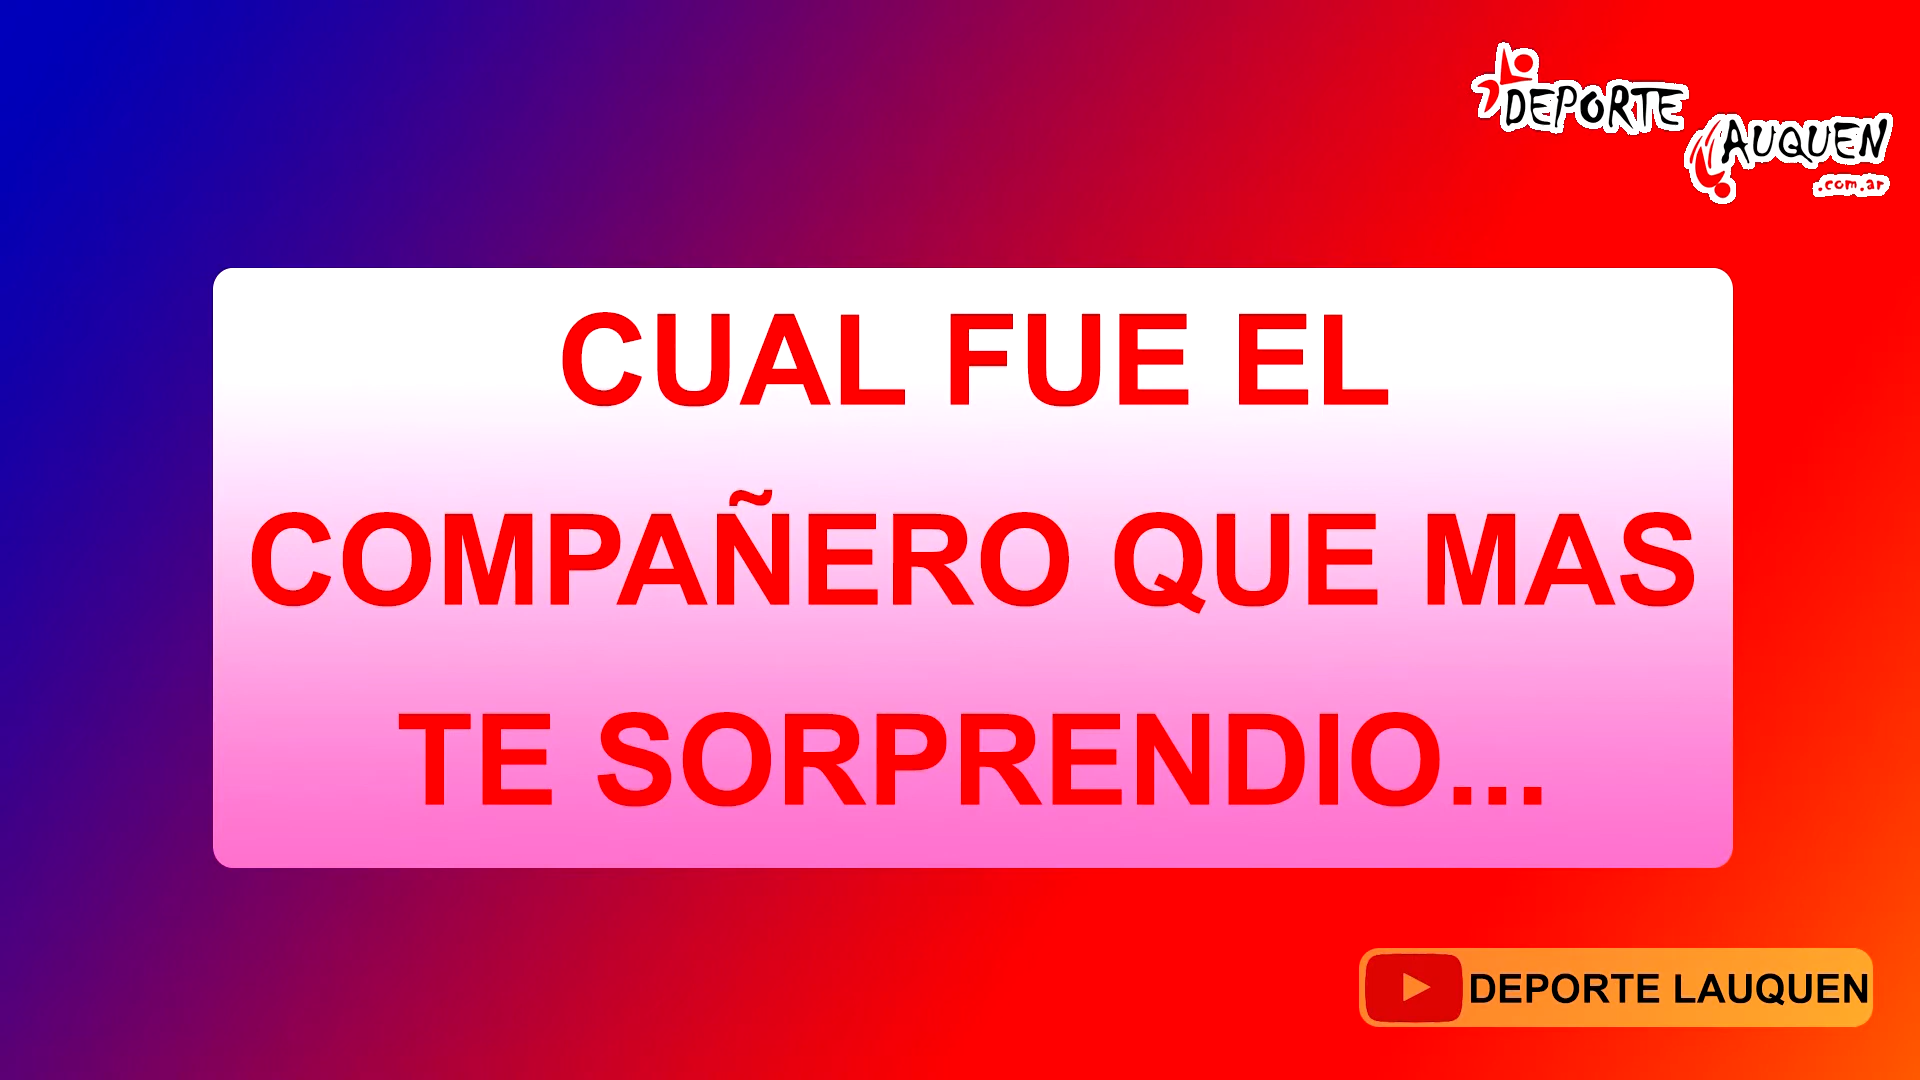 DEPORTE
LAUQUEN
.com.ar
CUAL FUE EL
COMPAÑERO QUE MAS
TE SORPRENDIO...
DEPORTE LAUQUEN